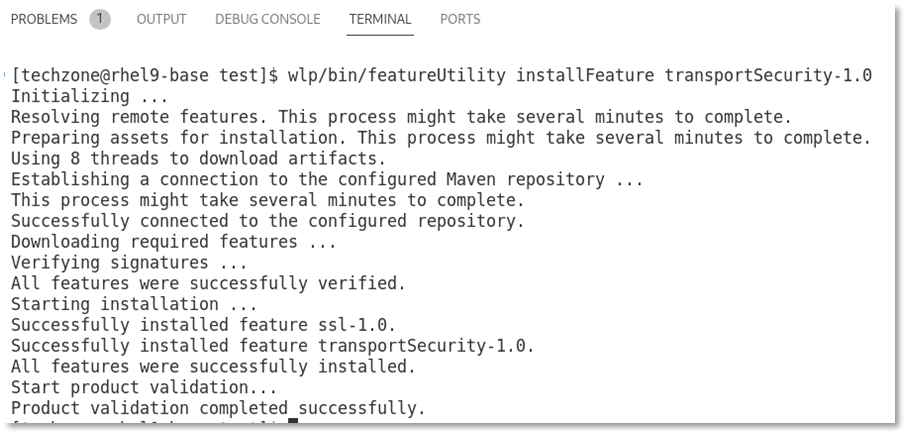 PROBLEMS 1 OUTPUT DEBUG CONSOLE TERMINAL PORTS
[techzone@rhel9-base test]$ wlp/bin/featureUtility installFeature transportSecurity-1.0
Initializing ...
Resolving remote features. This process might take several minutes to complete.
Preparing assets for installation. This process might take several minutes to complete.
Using 8 threads to download artifacts.
Establishing a connection to the configured Maven repository ...
This process might take several minutes to complete.
Successfully connected to the configured repository.
Downloading required features ...
Verifying signatures ...
All features were successfully verified.
Starting installation ...
Successfully installed feature ssl-1.0.
Successfully installed feature transportSecurity-1.0.
All features were successfully installed.
Start product validation...
Product validation completed successfully.